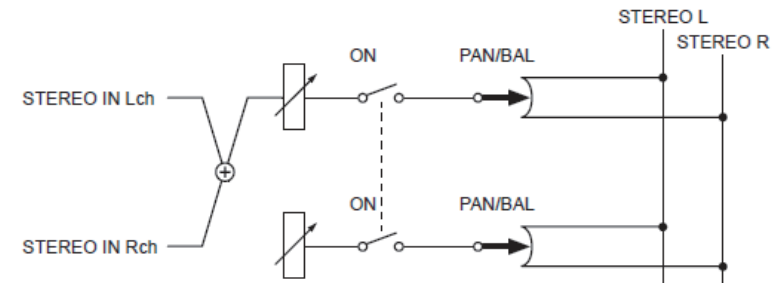 STEREO L
STEREO R
ON
PAN/BAL
STEREO IN Lch
ON
PAN/BAL
STEREO IN Rch